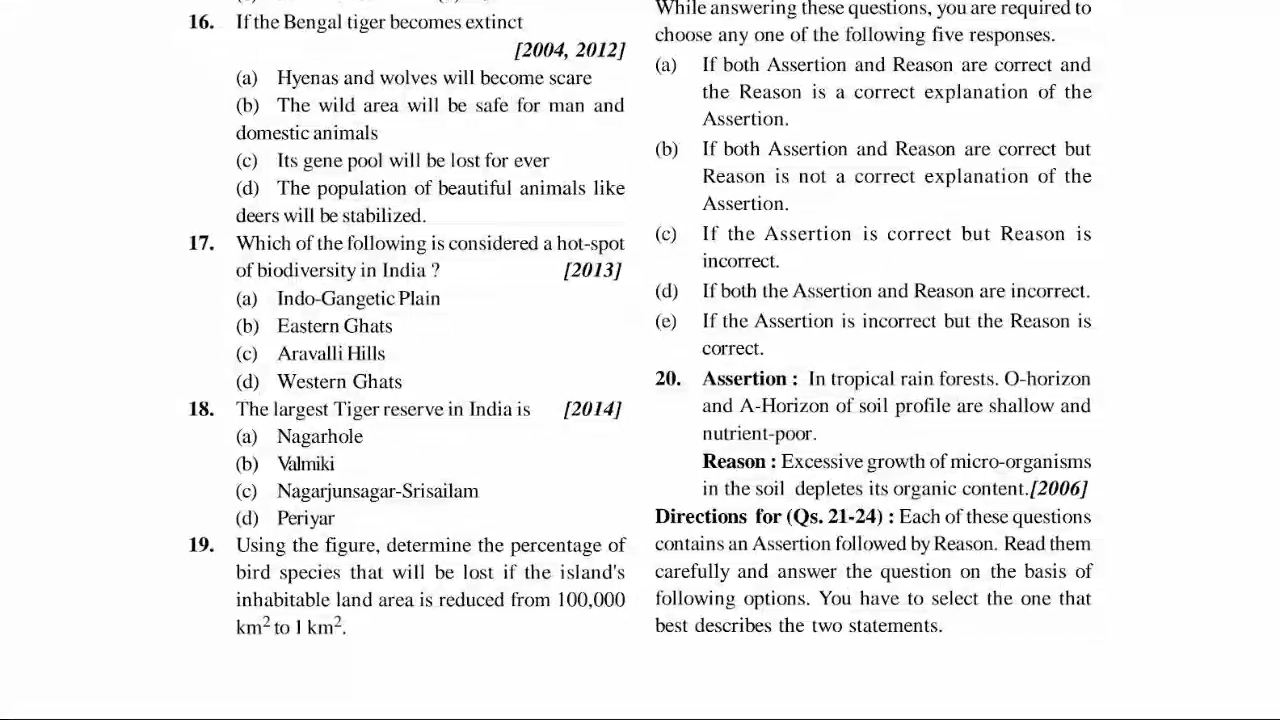 16. If the Bengal tiger becomes extinct
[2004, 2012]
(a) Hyenas and wolves will become scare
(b) The wild area will be safe for man and
domestic animals
(c) Its gene pool will be lost for ever
(d) The population of beautiful animals like
deers will be stabilized.
17. Which of the following is considered a hot-spot
of biodiversity in India ? [2013]
(a) Indo-Gangetic Plain
(b) Eastern Ghats
(c) Aravalli Hills
(d) Western Ghats
18. The largest Tiger reserve in India is [2014]
(a) Nagarhole
(b) Valmiki
(c) Nagarjunsagar-Srisailam
(d) Periyar
19. Using the figure, determine the percentage of
bird species that will be lost if the island's
inhabitable land area is reduced from 100,000
km² to 1 km².
While answering these questions, you are required to
choose any one of the following five responses.
(a) If both Assertion and Reason are correct and
the Reason is a correct explanation of the
Assertion.
(b) If both Assertion and Reason are correct but
Reason is not a correct explanation of the
Assertion.
(c) If the Assertion is correct but Reason is
incorrect.
(d) If both the Assertion and Reason are incorrect.
(e) If the Assertion is incorrect but the Reason is
correct.
20. Assertion : In tropical rain forests. O-horizon
and A-Horizon of soil profile are shallow and
nutrient-poor.
Reason : Excessive growth of micro-organisms
in the soil depletes its organic content.[2006]
Directions for (Qs. 21-24) : Each of these questions
contains an Assertion followed by Reason. Read them
carefully and answer the question on the basis of
following options. You have to select the one that
best describes the two statements.